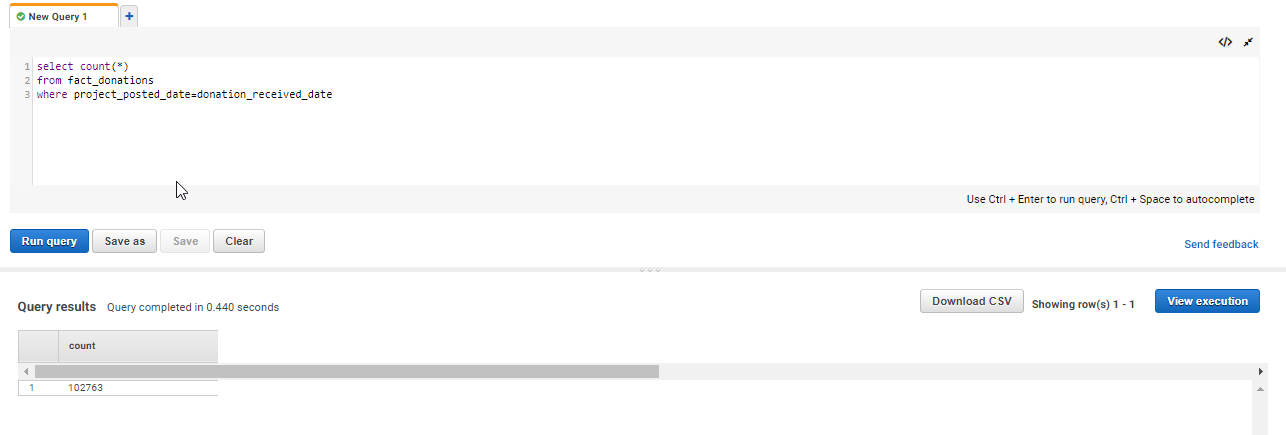 New Query 1
+
</>
1 select count(*)
2 from fact_donations
3 where project_posted_date=donation_received_date
Use Ctrl + Enter to run query, Ctrl + Space to autocomplete
Run query Save as Save Clear Send feedback
Query results Query completed in 0.440 seconds Download CSV Showing row(s) 1 - 1 View execution
count
1 102763